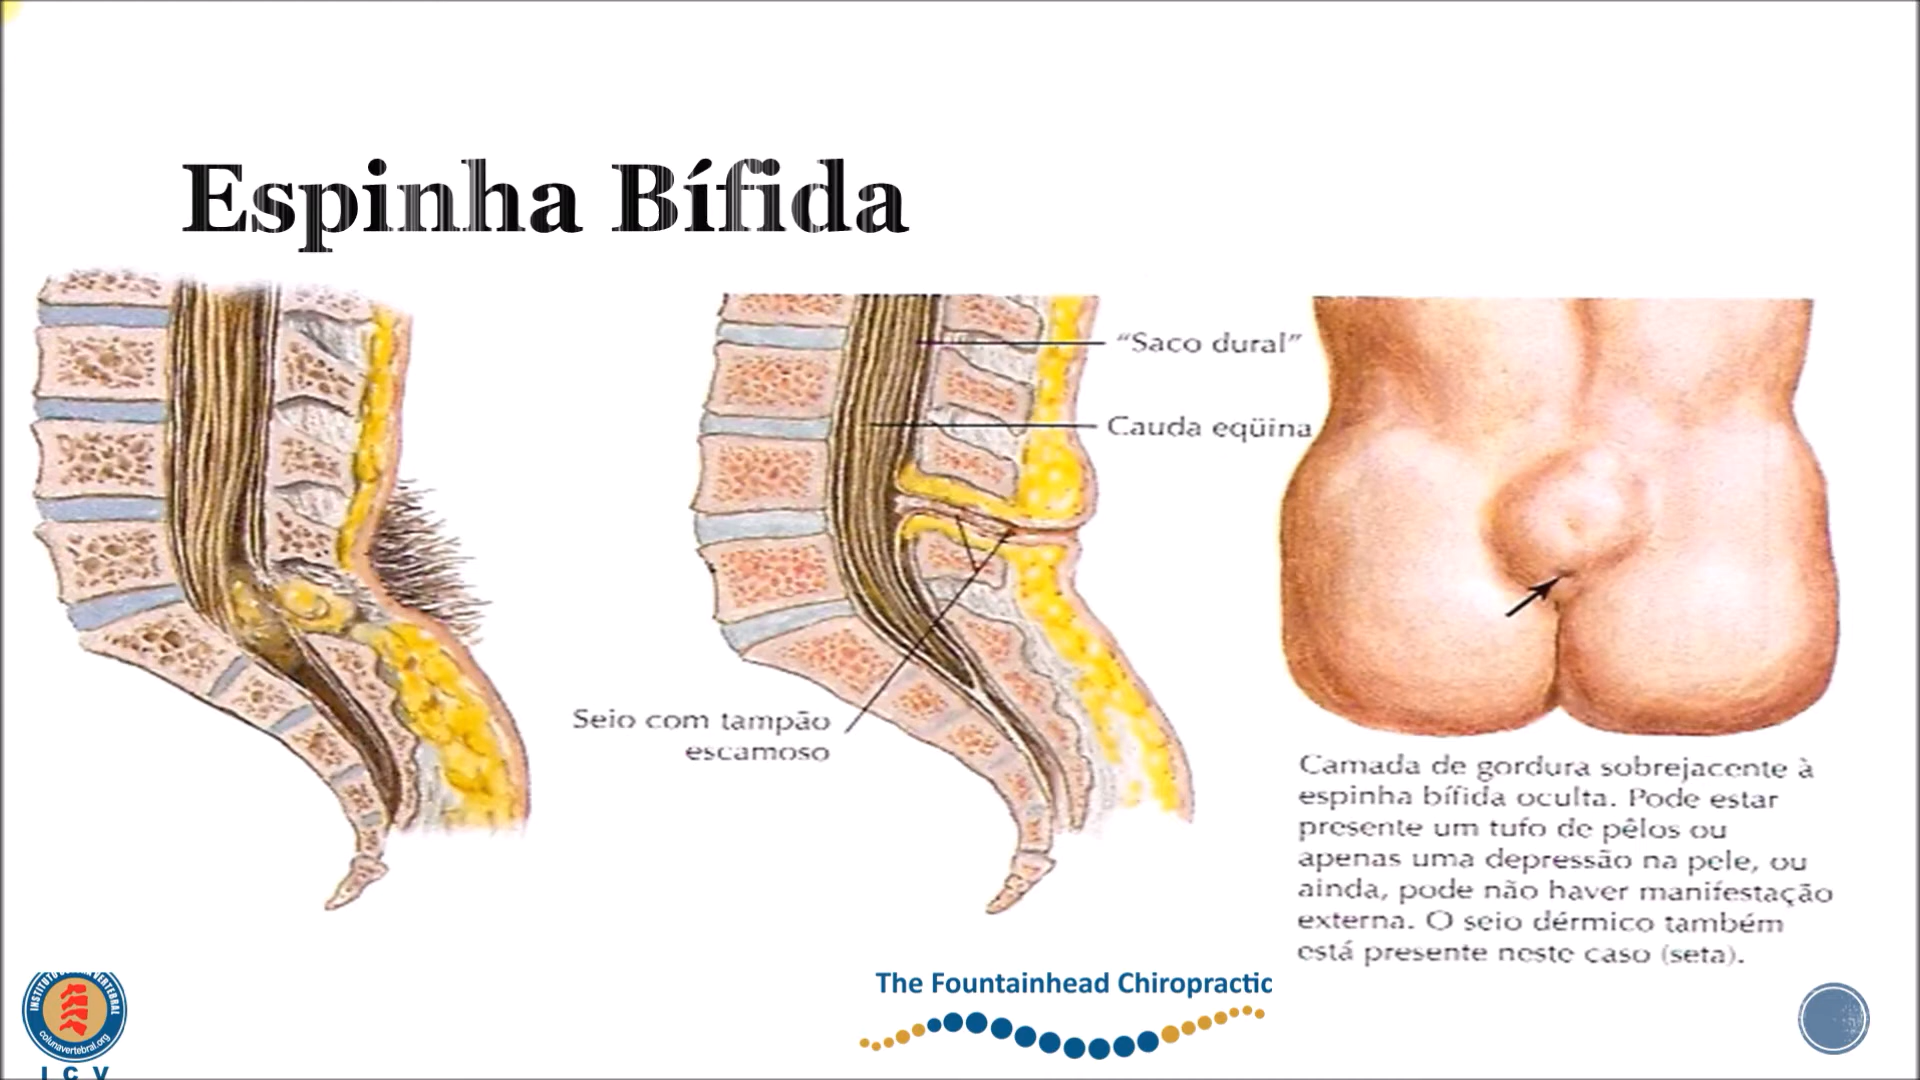 Espinha Bífida
“Saco dural”
Cauda eqüina
Seio com tampão
escamoso
Camada de gordura sobrejacente à
espinha bífida oculta. Pode estar
presente um tufo de pêlos ou
apenas uma depressão na pele, ou
ainda, pode não haver manifestação
externa. O seio dérmico também
está presente neste caso (seta).
The Fountainhead Chiropractic
colunavertebral.org
I C V